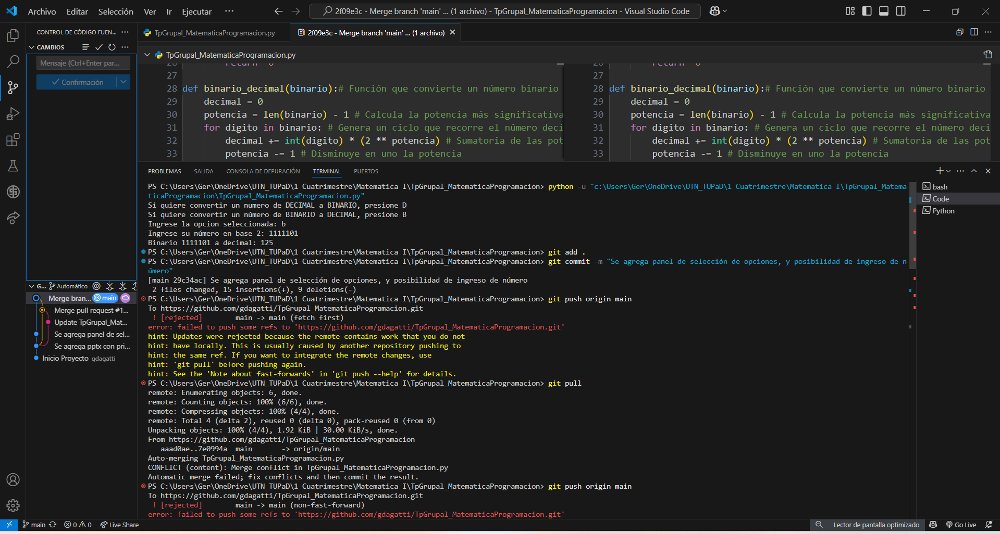 Archivo Editar Selección Ver Ir Ejecutar ···
2f09e3c - Merge branch 'main' ... (1 archivo) - TpGrupal_MatematicaProgramacion - Visual Studio Code
CONTROL DE CÓDIGO FUEN... ···
CAMBIOS
Mensaje (Ctrl+Enter par...
Confirmación
G... Automático
Merge bran... main
Merge pull request #1...
Update TpGrupal_Mat...
Se agrega panel de sel...
Se agrega pptx con pri...
Inicio Proyecto gdagatti
TpGrupal_MatematicaProgramacion.py
2f09e3c - Merge branch 'main' ... (1 archivo)
TpGrupal_MatematicaProgramacion.py
27
28 def binario_decimal(binario):# Función que convierte un número binario
29 decimal = 0
30 potencia = len(binario) - 1 # Calcula la potencia más significativa
31 for digito in binario: # Genera un ciclo que recorre el número deci
32 decimal += int(digito) * (2 ** potencia) # Sumatoria de las pot
33 potencia -= 1 # Disminuye en uno la potencia
27
28 def binario_decimal(binario):# Función que convierte un número binario
29 decimal = 0
30 potencia = len(binario) - 1 # Calcula la potencia más significativa
31 for digito in binario: # Genera un ciclo que recorre el número deci
32 decimal += int(digito) * (2 ** potencia) # Sumatoria de las pot
33 potencia -= 1 # Disminuye en uno la potencia
PROBLEMAS SALIDA CONSOLA DE DEPURACIÓN TERMINAL PUERTOS
PS C:\Users\Ger\OneDrive\UTN_TUPaD\1 Cuatrimestre\Matematica I\TpGrupal_MatematicaProgramacion> python -u "c:\Users\Ger\OneDrive\UTN_TUPaD\1 Cuatrimestre\Matematica I\TpGrupal_Matema
ticaProgramacion\TpGrupal_MatematicaProgramacion.py"
Si quiere convertir un numero de DECIMAL a BINARIO, presione D
Si quiere convertir un número de BINARIO a DECIMAL, presione B
Ingrese la opcion seleccionada: b
Ingrese su número en base 2: 1111101
Binario 1111101 a decimal: 125
PS C:\Users\Ger\OneDrive\UTN_TUPaD\1 Cuatrimestre\Matematica I\TpGrupal_MatematicaProgramacion> git add .
PS C:\Users\Ger\OneDrive\UTN_TUPaD\1 Cuatrimestre\Matematica I\TpGrupal_MatematicaProgramacion> git commit -m "Se agrega panel de selección de opciones, y posibilidad de ingreso de n
úmero"
[main 29c34ac] Se agrega panel de selección de opciones, y posibilidad de ingreso de número
2 files changed, 15 insertions(+), 9 deletions(-)
PS C:\Users\Ger\OneDrive\UTN_TUPaD\1 Cuatrimestre\Matematica I\TpGrupal_MatematicaProgramacion> git push origin main
To https://github.com/gdagatti/TpGrupal_MatematicaProgramacion.git
! [rejected] main -> main (fetch first)
error: failed to push some refs to 'https://github.com/gdagatti/TpGrupal_MatematicaProgramacion.git'
hint: Updates were rejected because the remote contains work that you do not
hint: have locally. This is usually caused by another repository pushing to
hint: the same ref. If you want to integrate the remote changes, use
hint: 'git pull' before pushing again.
hint: See the 'Note about fast-forwards' in 'git push --help' for details.
PS C:\Users\Ger\OneDrive\UTN_TUPaD\1 Cuatrimestre\Matematica I\TpGrupal_MatematicaProgramacion> git pull
remote: Enumerating objects: 6, done.
remote: Counting objects: 100% (6/6), done.
remote: Compressing objects: 100% (4/4), done.
remote: Total 4 (delta 2), reused 0 (delta 0), pack-reused 0 (from 0)
Unpacking objects: 100% (4/4), 1.92 KiB | 30.00 KiB/s, done.
From https://github.com/gdagatti/TpGrupal_MatematicaProgramacion
aaad0ae..7e0994a main -> origin/main
Auto-merging TpGrupal_MatematicaProgramacion.py
CONFLICT (content): Merge conflict in TpGrupal_MatematicaProgramacion.py
Automatic merge failed; fix conflicts and then commit the result.
PS C:\Users\Ger\OneDrive\UTN_TUPaD\1 Cuatrimestre\Matematica I\TpGrupal_MatematicaProgramacion> git push origin main
To https://github.com/gdagatti/TpGrupal_MatematicaProgramacion.git
! [rejected] main -> main (non-fast-forward)
error: failed to push some refs to 'https://github.com/gdagatti/TpGrupal_MatematicaProgramacion.git'
bash
Code
Python
main 0 0 Live Share
Lector de pantalla optimizado Go Live